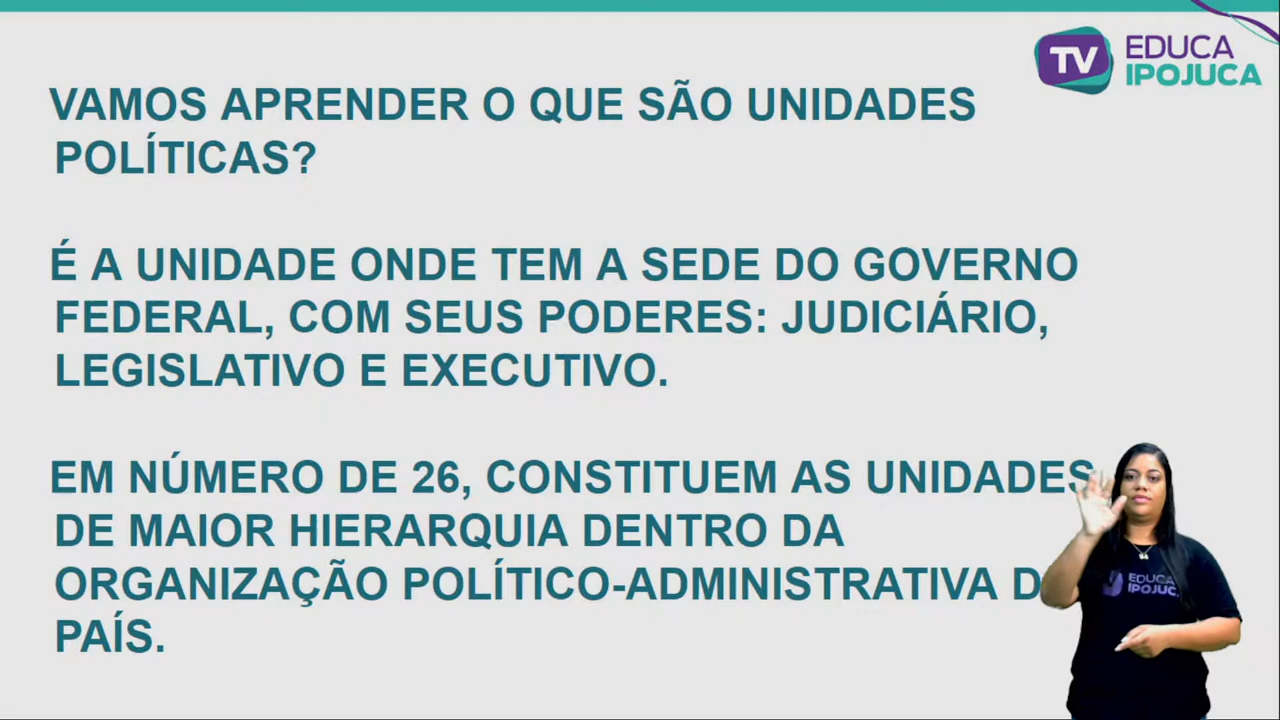 TV EDUCA
IPOJUCA
VAMOS APRENDER O QUE SÃO UNIDADES
POLÍTICAS?
É A UNIDADE ONDE TEM A SEDE DO GOVERNO
FEDERAL, COM SEUS PODERES: JUDICIÁRIO,
LEGISLATIVO E EXECUTIVO.
EM NÚMERO DE 26, CONSTITUEM AS UNIDADES
DE MAIOR HIERARQUIA DENTRO DA
ORGANIZAÇÃO POLÍTICO-ADMINISTRATIVA
PAÍS.
EDUCA
IPOJUC